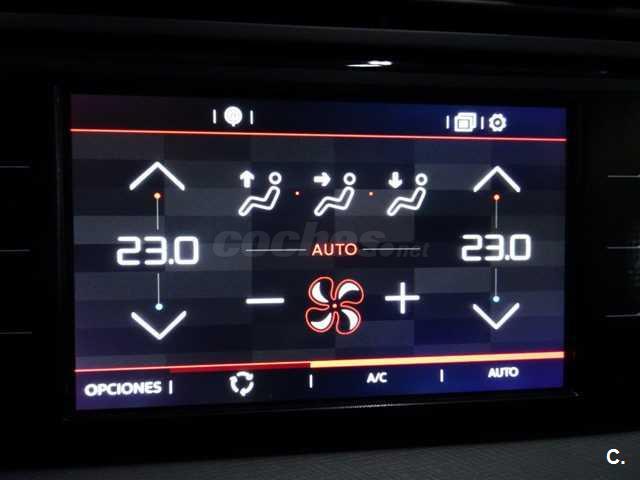 23.0
coches.net
AUTO
23.0
OPCIONES
A/C
AUTO
C.